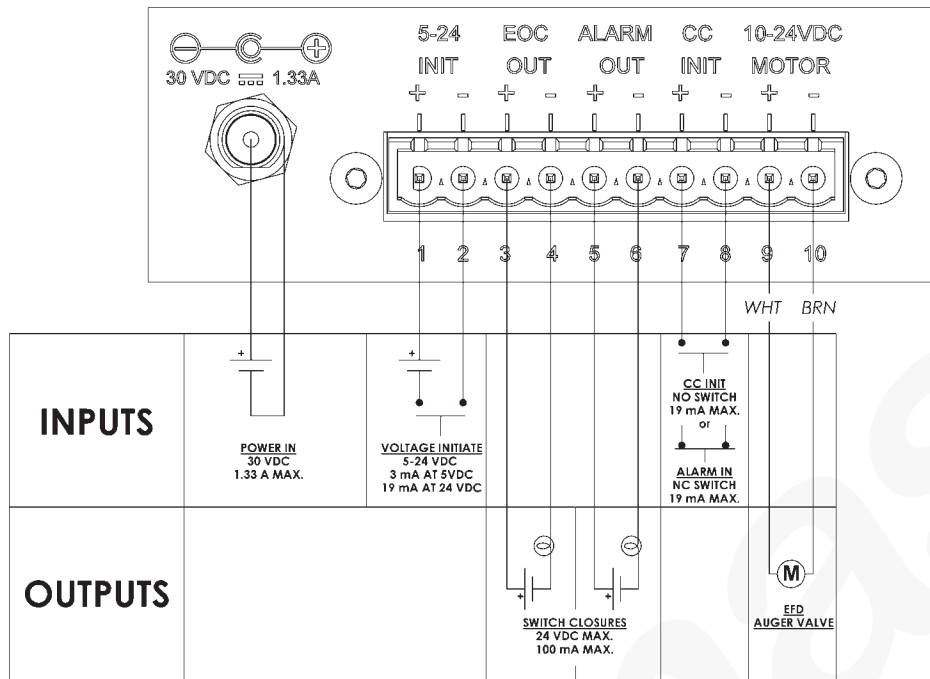 5-24 EOC ALARM CC 10-24VDC
INIT OUT OUT INIT MOTOR
30 VDC 1.33A
+ - + - + - + - + -
1 2 3 4 5 6 7 8 9 10
WHT BRN
INPUTS
+
POWER IN
30 VDC
1.33 A MAX.
+
VOLTAGE INITIATE
5-24 VDC
3 mA AT 5VDC
19 mA AT 24 VDC
CC INIT
NO SWITCH
19 mA MAX.
or
ALARM IN
NC SWITCH
19 mA MAX.
OUTPUTS
+
+
SWITCH CLOSURES
24 VDC MAX.
100 mA MAX.
M
EFD
AUGER VALVE